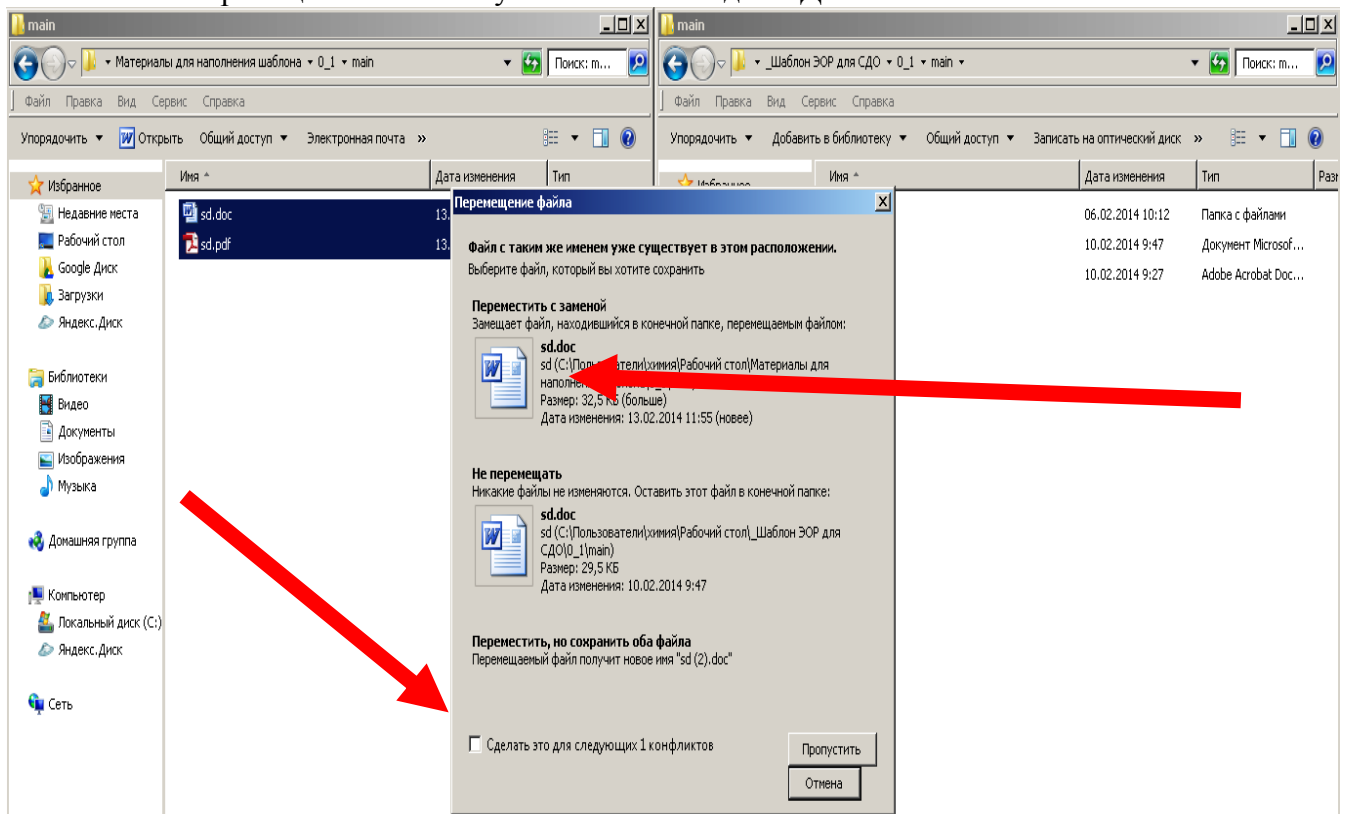 main
Материалы для наполнения шаблона 0_1 main
Поиск: m...
Файл Правка Вид Сервис Справка
Упорядочить Открыть Общий доступ Электронная почта »
Избранное
Недавние места
Рабочий стол
Google Диск
Загрузки
Яндекс.Диск
Библиотеки
Видео
Документы
Изображения
Музыка
Домашняя группа
Компьютер
Локальный диск (C:)
Яндекс.Диск
Сеть
Имя Дата изменения Тип
sd.doc 13.
sd.pdf 13.
main
_Шаблон ЭОР для СДО 0_1 main
Поиск: m...
Файл Правка Вид Сервис Справка
Упорядочить Добавить в библиотеку Общий доступ Записать на оптический диск »
Имя Дата изменения Тип Разм
06.02.2014 10:12 Папка с файлами
10.02.2014 9:47 Документ Microsof...
10.02.2014 9:27 Adobe Acrobat Doc...
Перемещение файла
Файл с таким же именем уже существует в этом расположении.
Выберите файл, который вы хотите сохранить
Переместить с заменой
Замещает файл, находившийся в конечной папке, перемещаемым файлом:
sd.doc
sd (C:\Пользователи\химия\Рабочий стол\Материалы для
Размер: 32,5 КБ (больше)
Дата изменения: 13.02.2014 11:55 (новее)
Не перемещать
Никакие файлы не изменяются. Оставить этот файл в конечной папке:
sd.doc
sd (C:\Пользователи\химия\Рабочий стол\_Шаблон ЭОР для
СДО\0_1\main)
Размер: 29,5 КБ
Дата изменения: 10.02.2014 9:47
Переместить, но сохранить оба файла
Перемещаемый файл получит новое имя "sd (2).doc"
Сделать это для следующих 1 конфликтов
Пропустить
Отмена